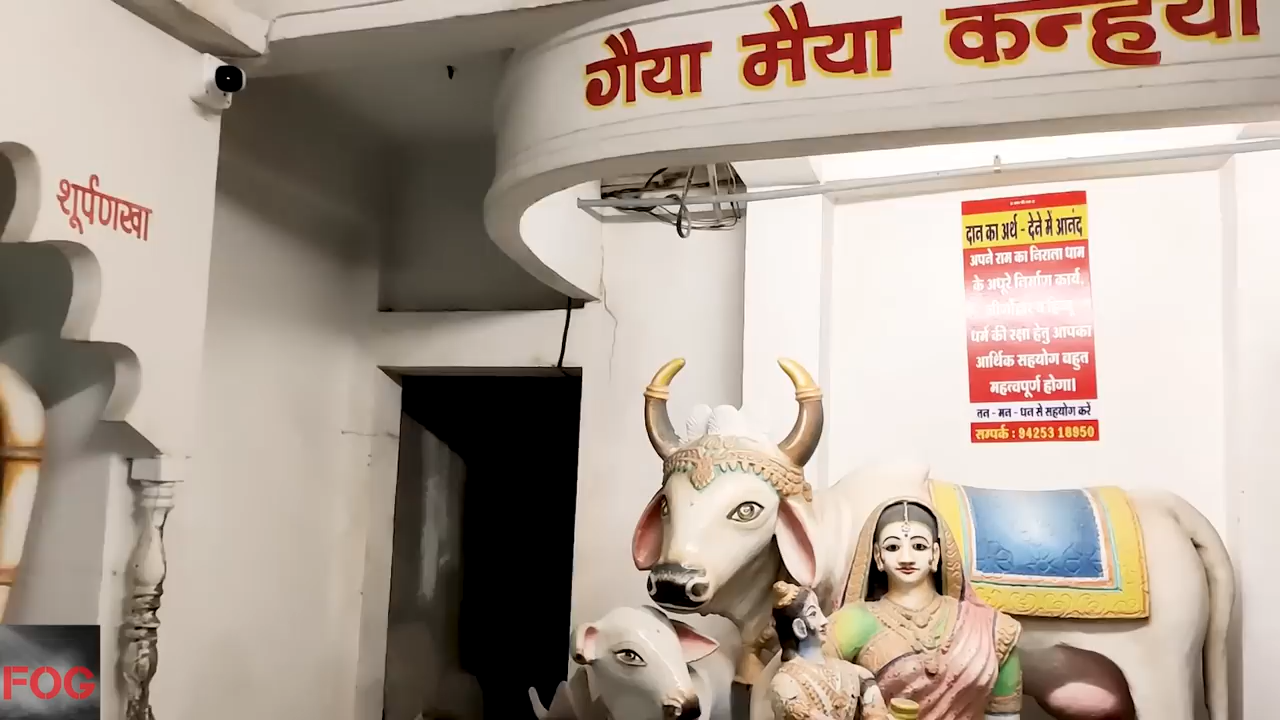 गैया मैया कन्हैया
शूर्पणखा
दान का अर्थ - देने में आनंद
अपने राम का निराला धाम
के अधूरे निर्माण कार्य,
धर्म की रक्षा हेतु आपका
आर्थिक सहयोग बहुत
महत्वपूर्ण होगा।
तन - मन - धन से सहयोग करें
सम्पर्क : 94253 18950
FOG